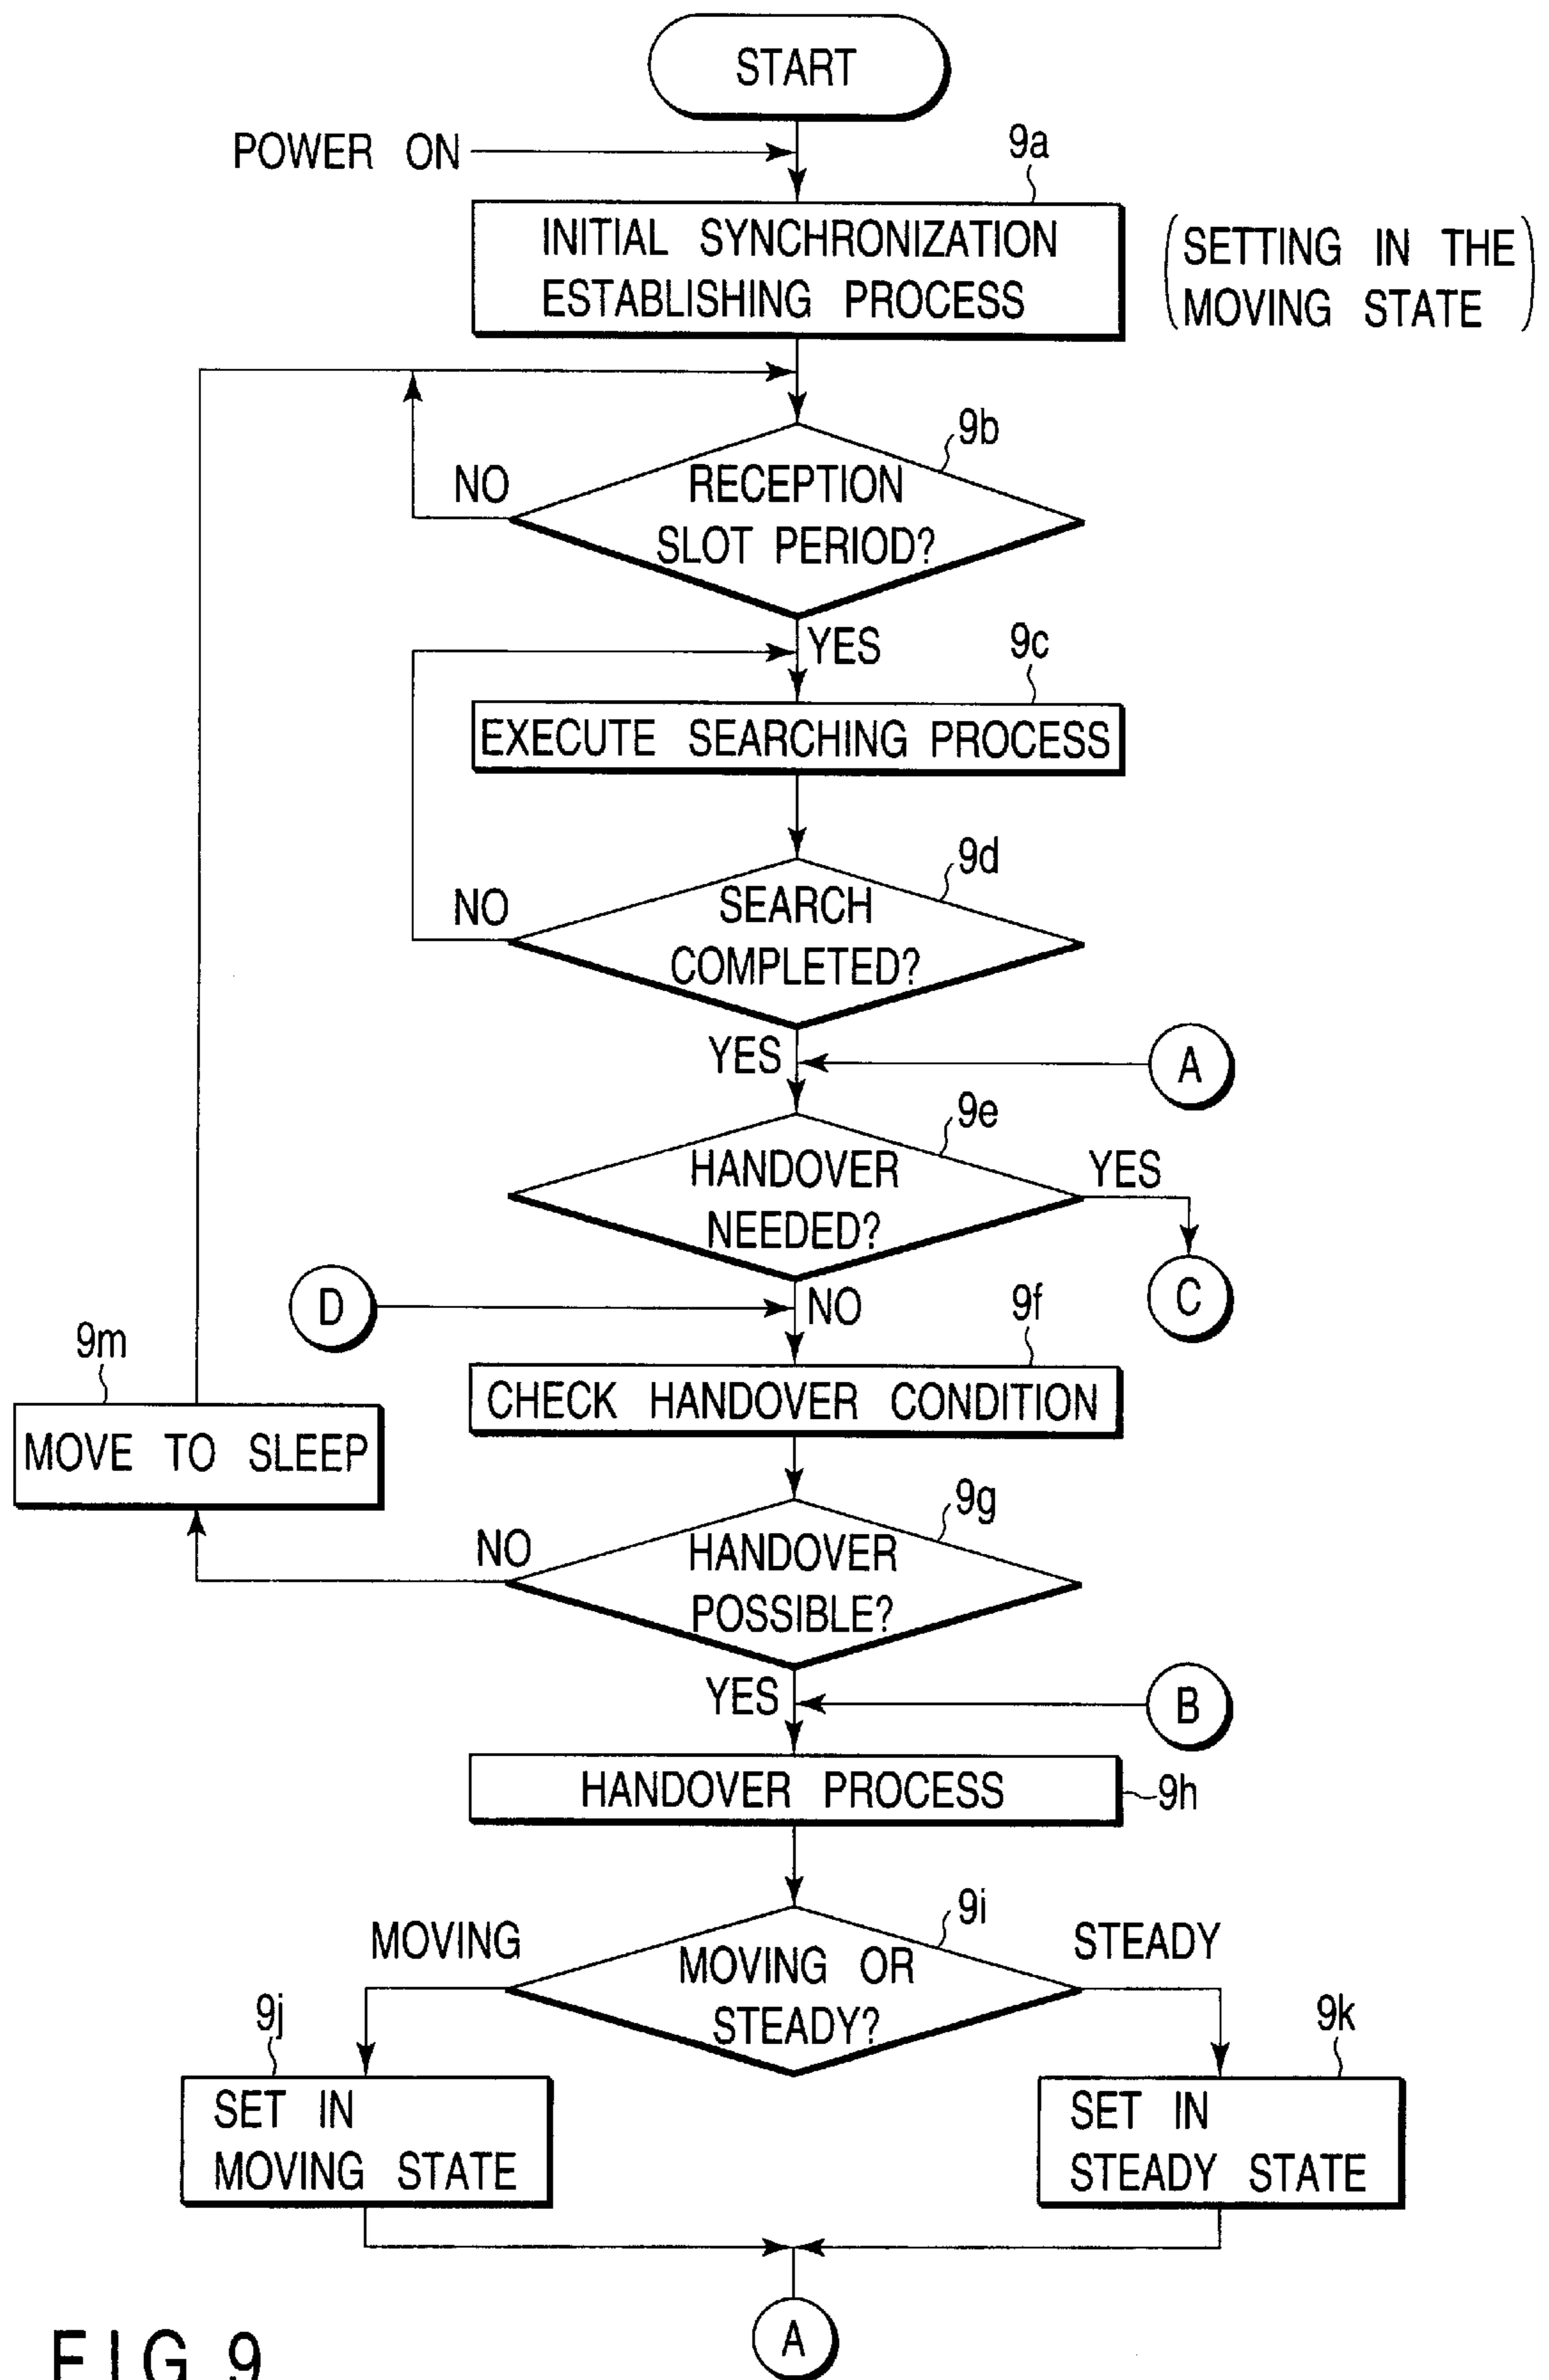 START
POWER ON
9a
INITIAL SYNCHRONIZATION
ESTABLISHING PROCESS
(SETTING IN THE
MOVING STATE)
9b
NO
RECEPTION
SLOT PERIOD?
YES
9c
EXECUTE SEARCHING PROCESS
9d
NO
SEARCH
COMPLETED?
YES
A
9e
HANDOVER
NEEDED?
YES
D
NO
C
9f
9m
CHECK HANDOVER CONDITION
MOVE TO SLEEP
9g
NO
HANDOVER
POSSIBLE?
YES
B
HANDOVER PROCESS
9h
9i
MOVING
STEADY
MOVING OR
STEADY?
9j
9k
SET IN
MOVING STATE
SET IN
STEADY STATE
A
FIG. 9